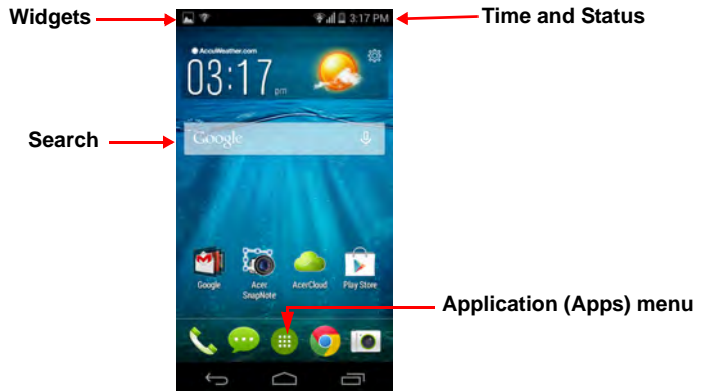 Widgets
3:17 PM
Time and Status
AccuWeather.com
03:17 pm
Search
Google
Google
Acer
SnapNote
AcerCloud
Play Store
Application (Apps) menu